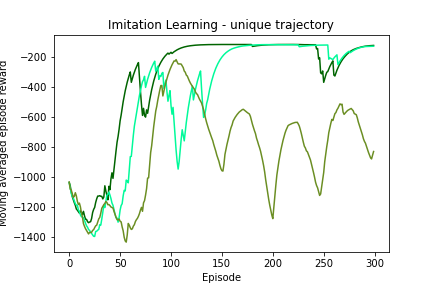 Imitation Learning - unique trajectory
Moving averaged episode reward
−200
−400
−600
−800
−1000
−1200
−1400
0 50 100 150 200 250 300
Episode